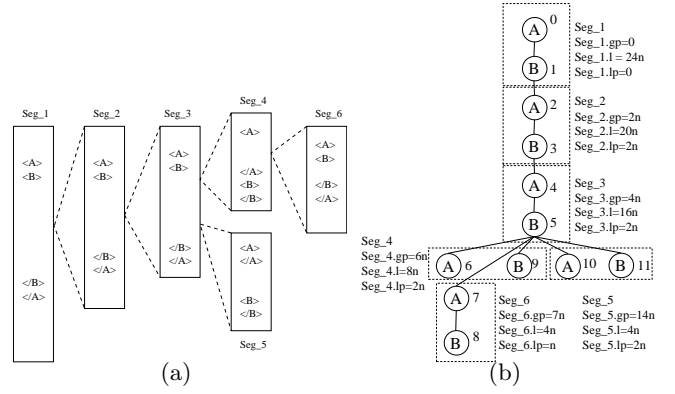 Seg_1
<A>
<B>
</B>
</A>
Seg_2
<A>
<B>
</B>
</A>
Seg_3
<A>
<B>
</B>
</A>
Seg_4
<A>
</A>
<B>
</B>
Seg_6
<A>
<B>
</B>
</A>
<A>
</A>
<B>
</B>
Seg_5
(a)
A 0
B 1
Seg_1
Seg_1.gp=0
Seg_1.l = 24n
Seg_1.lp=0
A 2
B 3
Seg_2
Seg_2.gp=2n
Seg_2.l=20n
Seg_2.lp=2n
A 4
B 5
Seg_3
Seg_3.gp=4n
Seg_3.l=16n
Seg_3.lp=2n
Seg_4
Seg_4.gp=6n
Seg_4.l=8n
Seg_4.lp=2n
A 6
B 9
A 10
B 11
A 7
B 8
Seg_6
Seg_6.gp=7n
Seg_6.l=4n
Seg_6.lp=n
Seg_5
Seg_5.gp=14n
Seg_5.l=4n
Seg_5.lp=2n
(b)